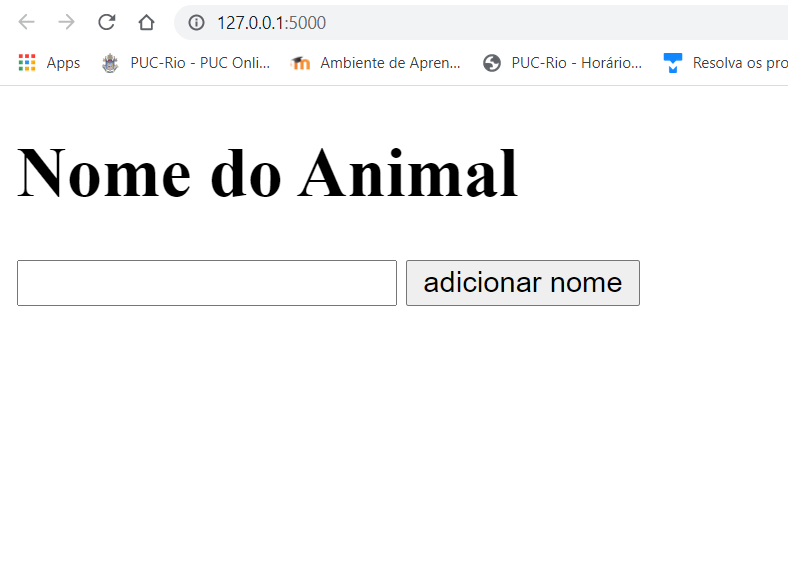 127.0.0.1:5000
Apps PUC-Rio - PUC Onli... Ambiente de Apren... PUC-Rio - Horário... Resolva os pro
Nome do Animal
adicionar nome